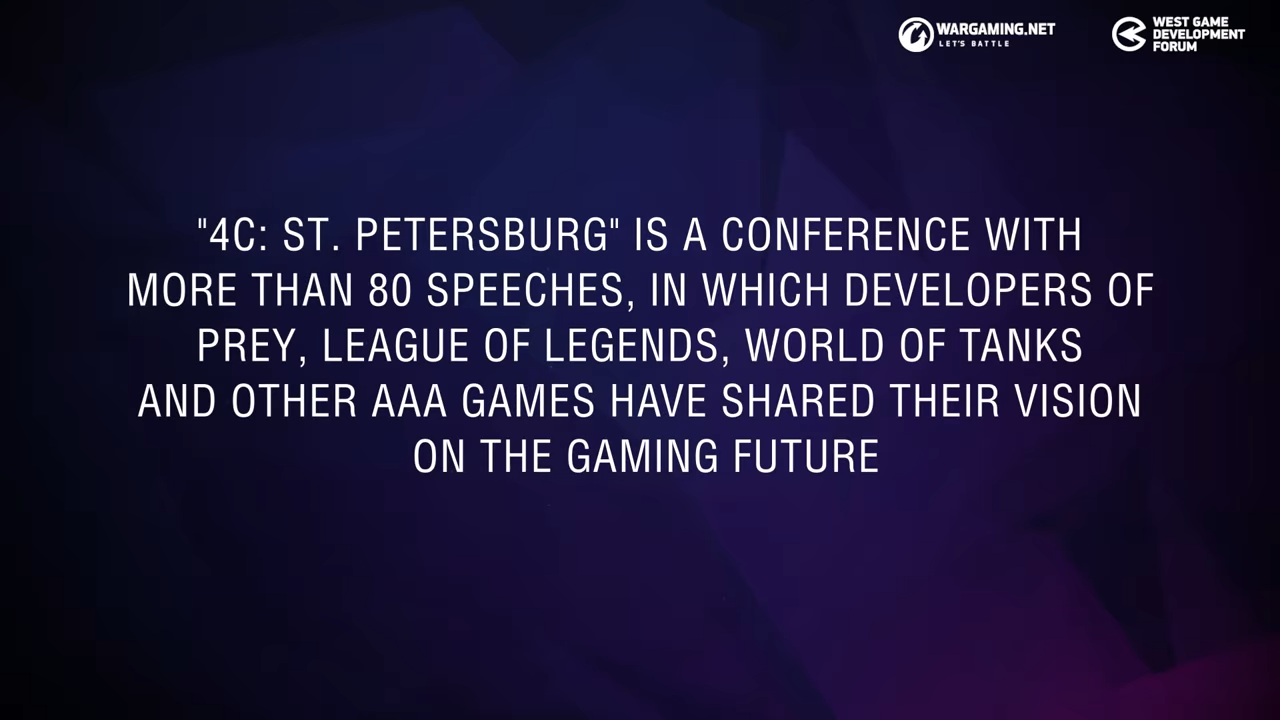 WARGAMING.NET
LET'S BATTLE
WEST GAME
DEVELOPMENT
FORUM
"4C: ST. PETERSBURG" IS A CONFERENCE WITH
MORE THAN 80 SPEECHES, IN WHICH DEVELOPERS OF
PREY, LEAGUE OF LEGENDS, WORLD OF TANKS
AND OTHER AAA GAMES HAVE SHARED THEIR VISION
ON THE GAMING FUTURE